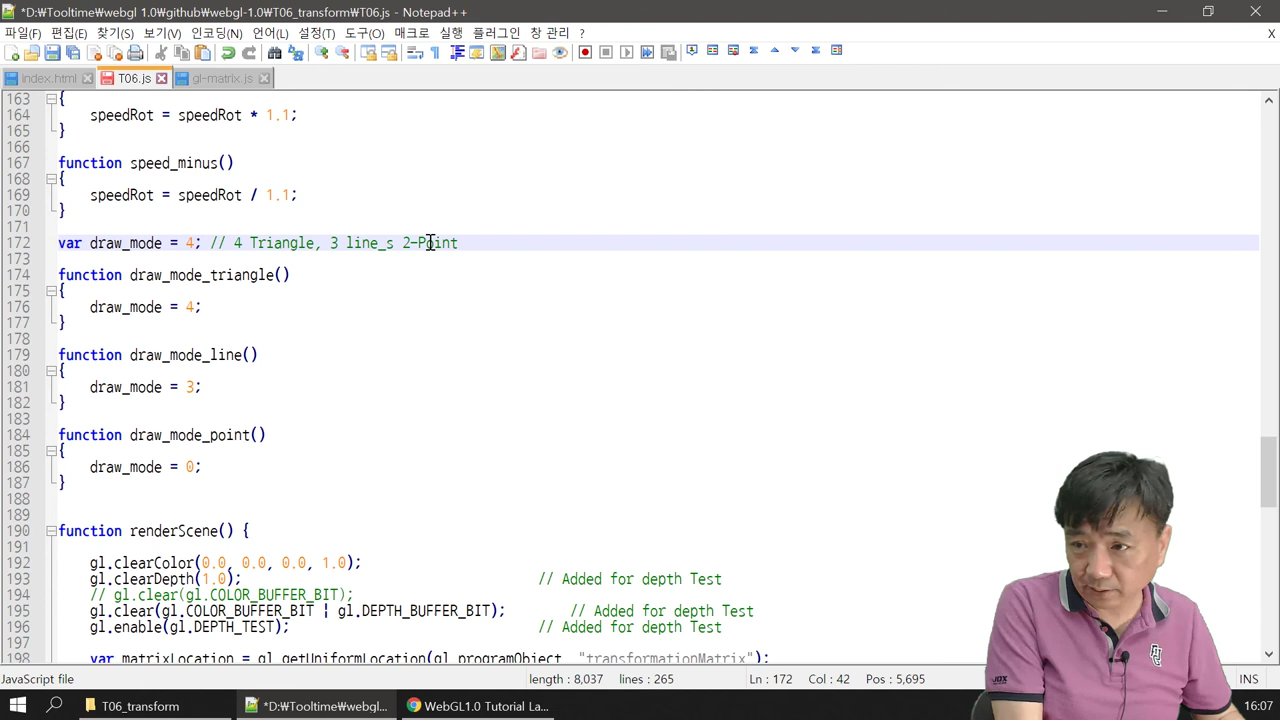 *D:₩Tooltime₩webgl 1.0₩github₩webgl-1.0₩T06_transform₩T06.js - Notepad++
파일(F) 편집(E) 찾기(S) 보기(V) 인코딩(N) 언어(L) 설정(T) 도구(O) 매크로 실행 플러그인 창 관리 ? X
index.html T06.js gl-matrix.js
163 {
164 speedRot = speedRot * 1.1;
165 }
166
167 function speed_minus()
168 {
169 speedRot = speedRot / 1.1;
170 }
171
172 var draw_mode = 4; // 4 Triangle, 3 line_s 2-Point
173
174 function draw_mode_triangle()
175 {
176 draw_mode = 4;
177 }
178
179 function draw_mode_line()
180 {
181 draw_mode = 3;
182 }
183
184 function draw_mode_point()
185 {
186 draw_mode = 0;
187 }
188
189
190 function renderScene() {
191
192 gl.clearColor(0.0, 0.0, 0.0, 1.0);
193 gl.clearDepth(1.0); // Added for depth Test
194 // gl.clear(gl.COLOR_BUFFER_BIT);
195 gl.clear(gl.COLOR_BUFFER_BIT | gl.DEPTH_BUFFER_BIT); // Added for depth Test
196 gl.enable(gl.DEPTH_TEST); // Added for depth Test
197
198 var matrixLocation = gl.getUniformLocation(gl.programObject, "transformationMatrix");
JavaScript file length : 8,037 lines : 265 Ln : 172 Col : 42 Pos : 5,695 INS
T06_transform *D:₩Tooltime₩webgl... WebGL1.0 Tutorial La... 16:07